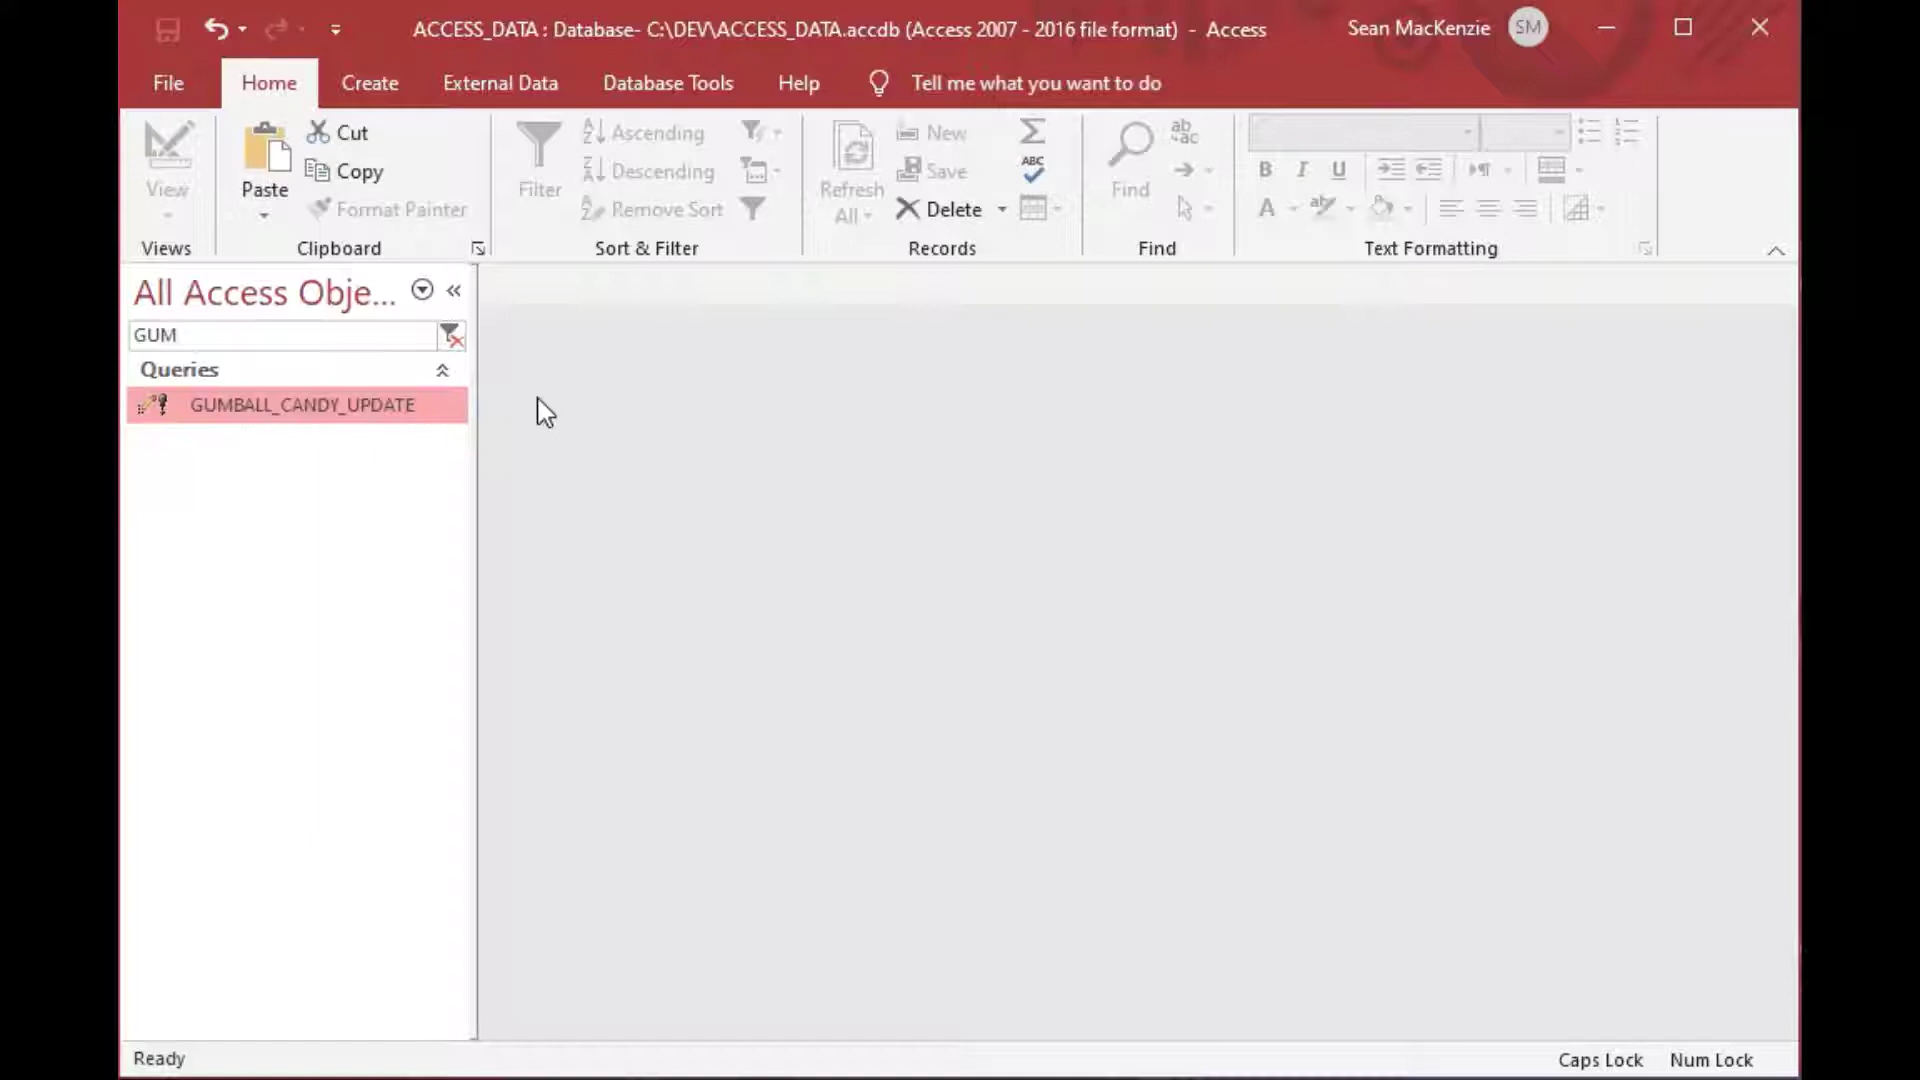 ACCESS_DATA : Database- C:\DEV\ACCESS_DATA.accdb (Access 2007 - 2016 file format) - Access
Sean MacKenzie SM
File Home Create External Data Database Tools Help Tell me what you want to do
View
Views
Paste
Cut
Copy
Format Painter
Clipboard
Filter
Ascending
Descending
Remove Sort
Sort & Filter
Refresh
All
New
Save
Delete
Σ
ABC
Records
Find
ab
ac
Find
B I U
A
Text Formatting
All Access Obje...
GUM
Queries
GUMBALL_CANDY_UPDATE
Ready
Caps Lock Num Lock